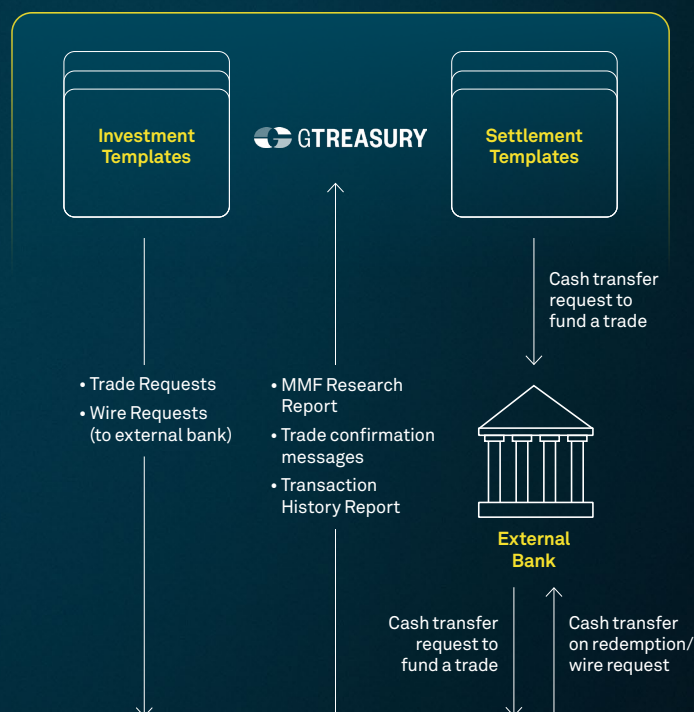 Investment
Templates
GTREASURY
Settlement
Templates
Cash transfer
request to
fund a trade
• Trade Requests
• Wire Requests
(to external bank)
• MMF Research
Report
• Trade confirmation
messages
• Transaction
History Report
External
Bank
Cash transfer
request to
fund a trade
Cash transfer
on redemption/
wire request